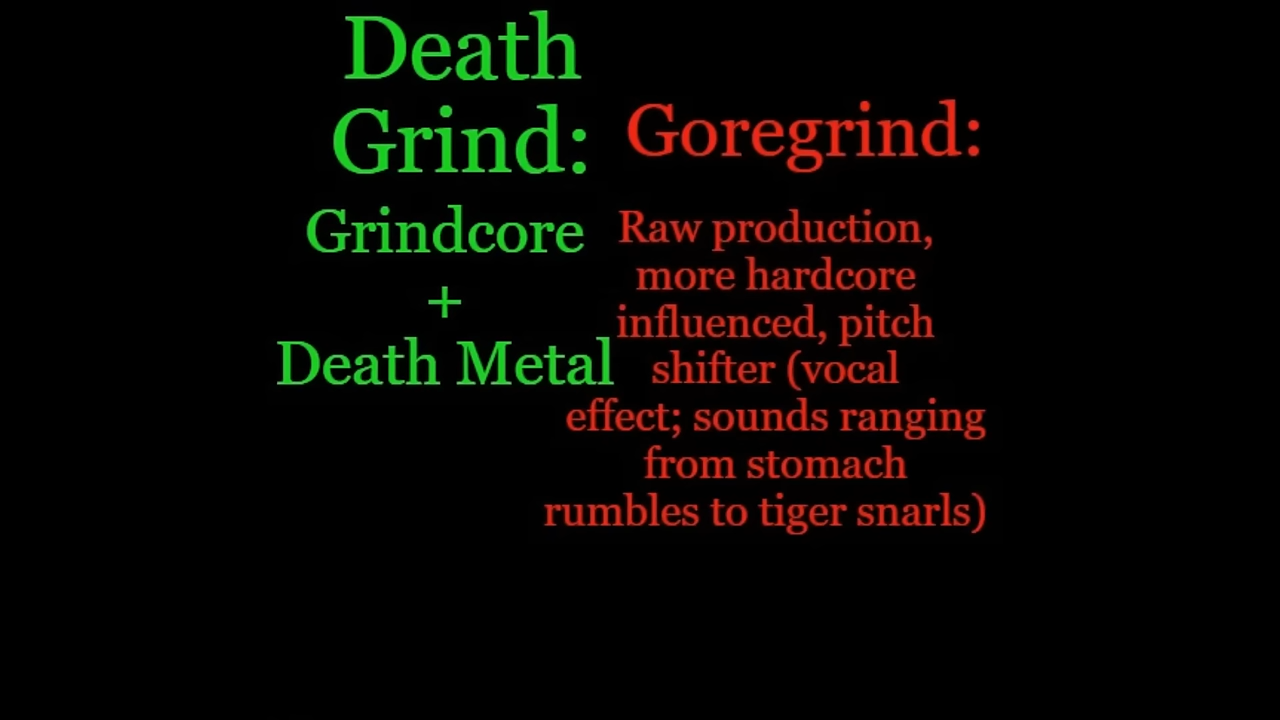 Death
Grind:
Grindcore
+
Death Metal
Goregrind:
Raw production,
more hardcore
influenced, pitch
shifter (vocal
effect; sounds ranging
from stomach
rumbles to tiger snarls)